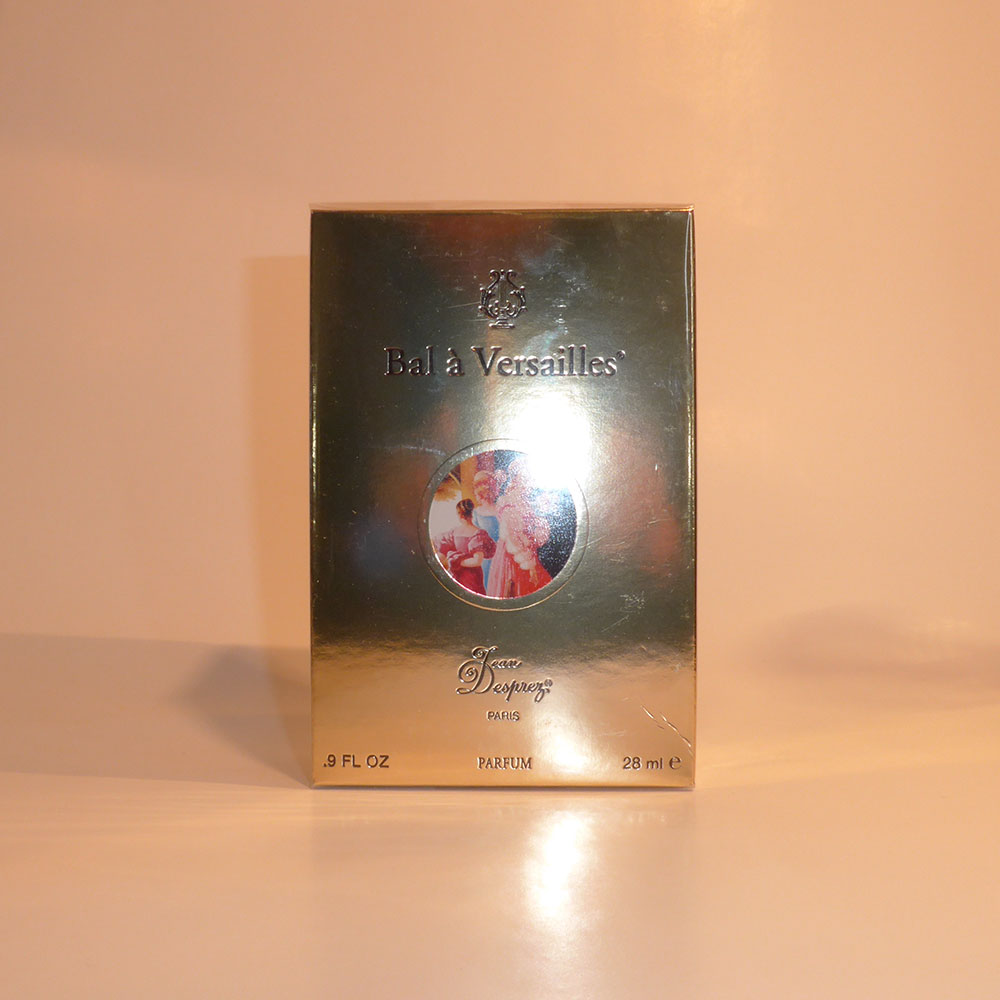 Bal à Versailles®
Jean
Desprez®
PARIS
.9 FL OZ PARFUM 28 ml ℮